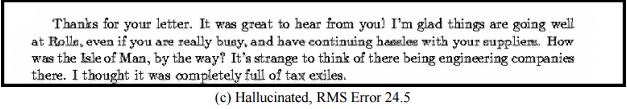 Thanks for your letter. It was great to hear from you! I'm glad things are going well
at Rolls, even if you are really busy, and have continuing hassles with your suppliers. How
was the Isle of Man, by the way? It's strange to think of there being engineering companies
there. I thought it was completely full of tax exiles.
(c) Hallucinated, RMS Error 24.5